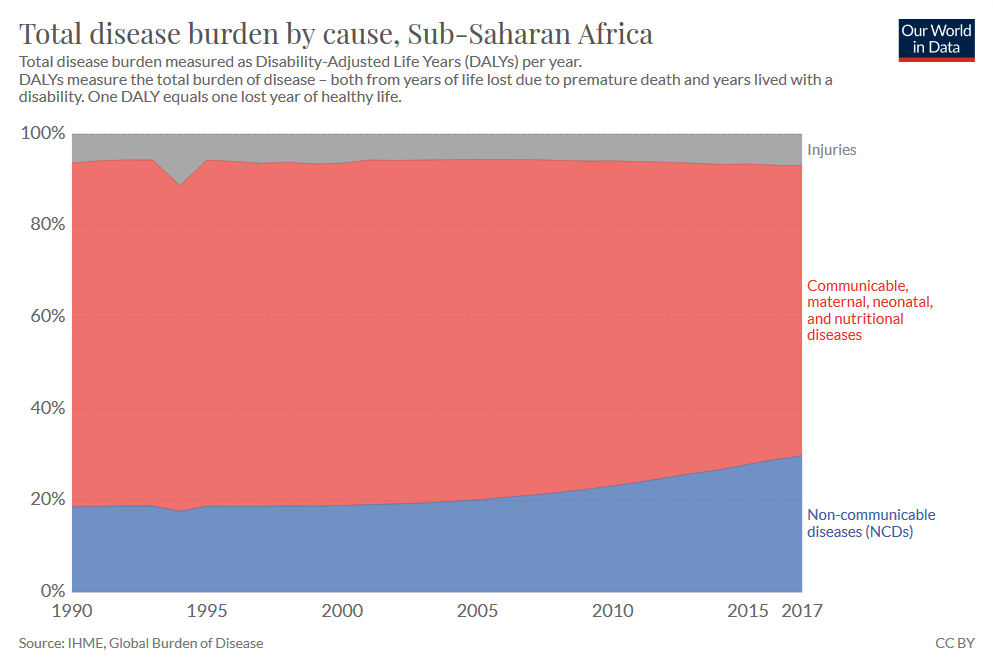 Total disease burden by cause, Sub-Saharan Africa
Our World
in Data
Total disease burden measured as Disability-Adjusted Life Years (DALYs) per year.
DALYs measure the total burden of disease – both from years of life lost due to premature death and years lived with a
disability. One DALY equals one lost year of healthy life.
100%
Injuries
80%
Communicable,
maternal, neonatal,
and nutritional
diseases
60%
40%
20%
Non-communicable
diseases (NCDs)
0%
1990 1995 2000 2005 2010 2015 2017
Source: IHME, Global Burden of Disease
CC BY